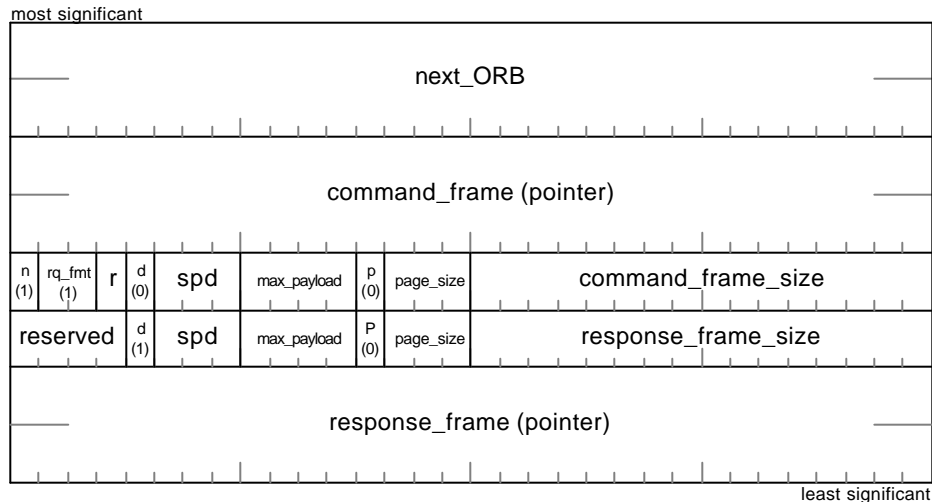 most significant
next_ORB
command_frame (pointer)
n (1) rq_fmt (1) r d (0) spd max_payload p (0) page_size command_frame_size
reserved d (1) spd max_payload P (0) page_size response_frame_size
response_frame (pointer)
least significant